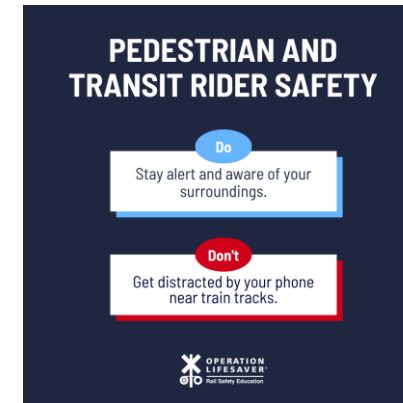 PEDESTRIAN AND
TRANSIT RIDER SAFETY
Do
Stay alert and aware of your
surroundings.
Don't
Get distracted by your phone
near train tracks.
OPERATION
LIFESAVER
Rail Safety Education